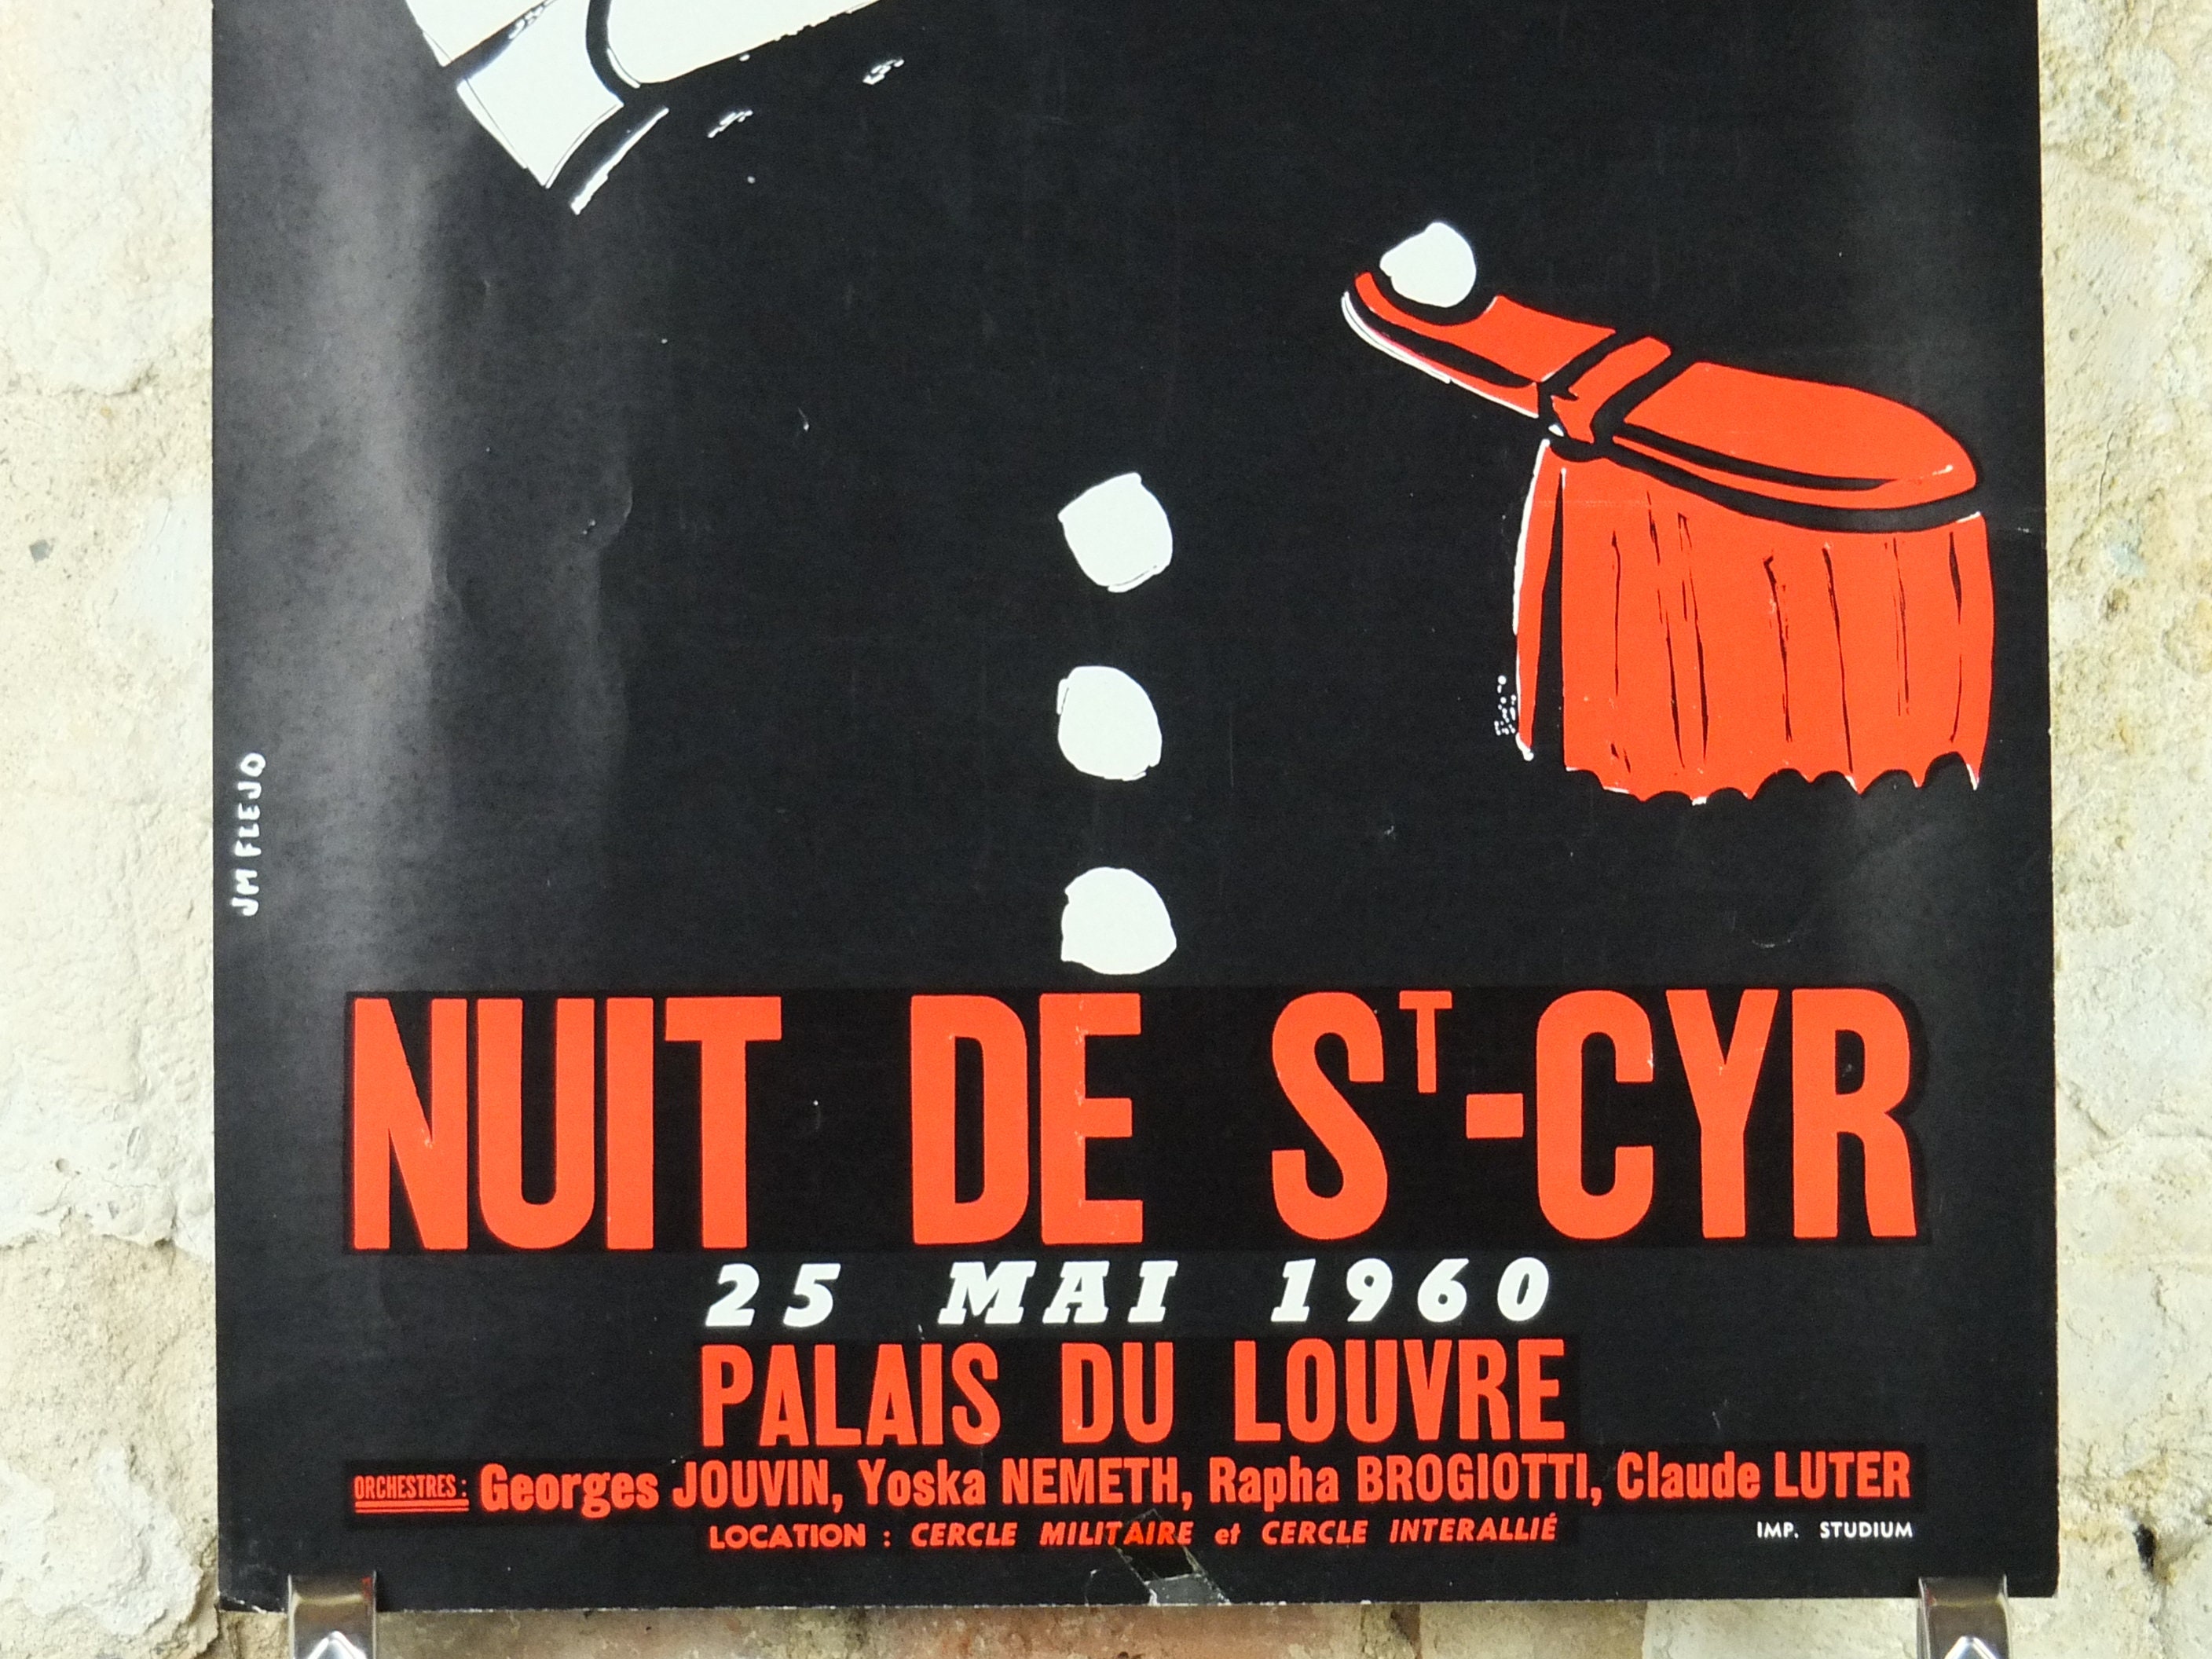 JM FLEJO
NUIT DE ST-CYR
25 MAI 1960
PALAIS DU LOUVRE
ORCHESTRES: Georges JOUVIN, Yoska NEMETH, Rapha BROGIOTTI, Claude LUTER
LOCATION : CERCLE MILITAIRE et CERCLE INTERALLIÉ
IMP. STUDIUM